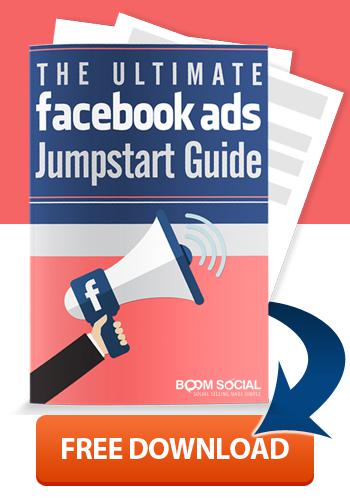 THE ULTIMATE
facebook ads
Jumpstart Guide
f
BOOM SOCIAL
SOCIAL SELLING MADE SIMPLE
FREE DOWNLOAD